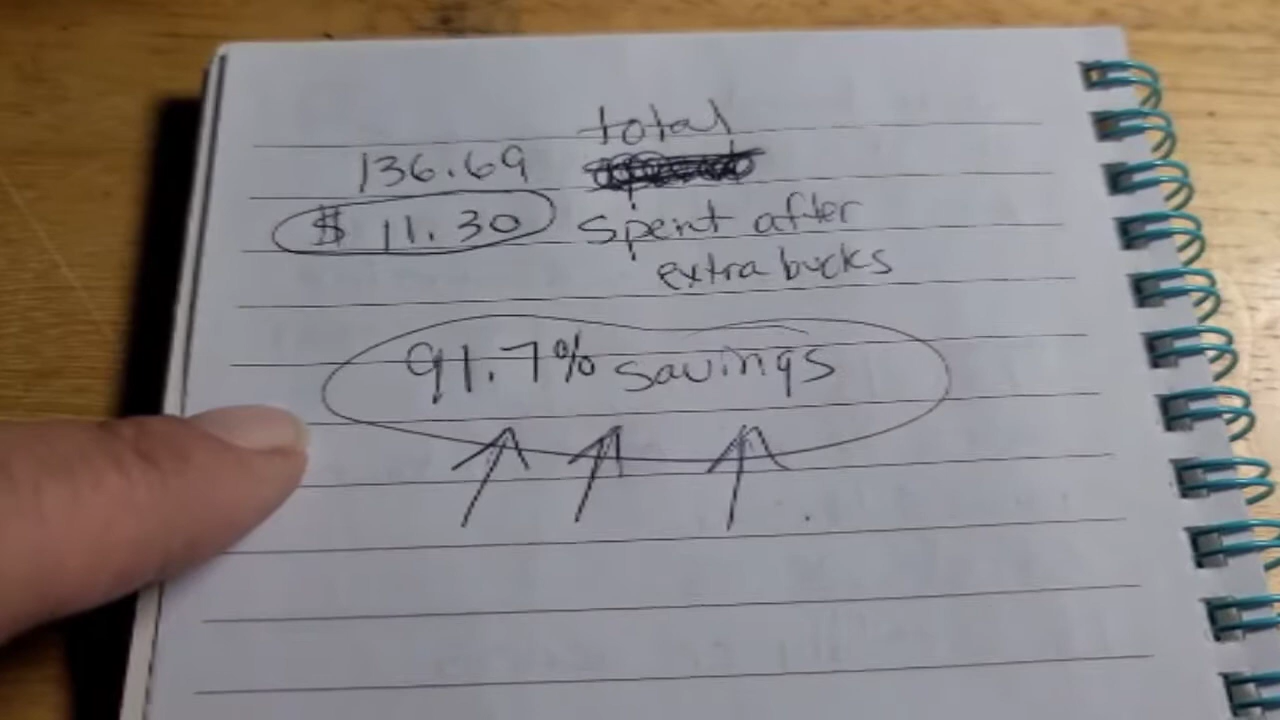 136.69 total
$ 11.30 spent after
extra bucks
91.7% savings